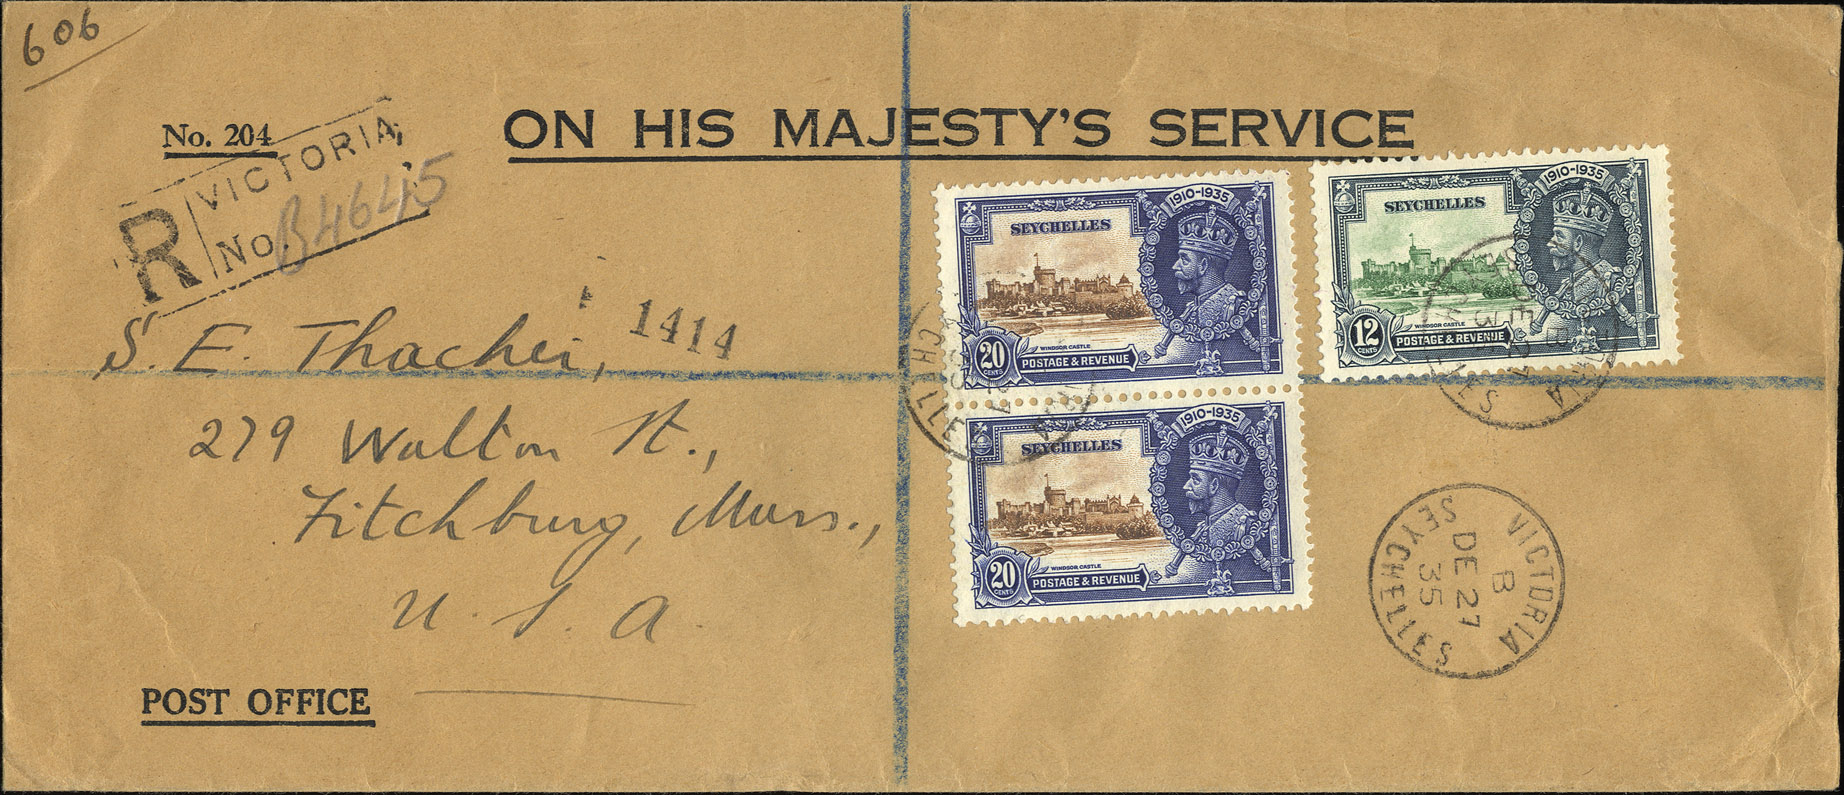 606
No. 204
ON HIS MAJESTY'S SERVICE
R VICTORIA
No. B4645
1414
S. E. Thacher,
279 Walton St.,
Fitchburg, Mass.,
U. S. A.
POST OFFICE
1910-1935
SEYCHELLES
WINDSOR CASTLE
20 CENTS
POSTAGE & REVENUE
1910-1935
SEYCHELLES
WINDSOR CASTLE
20 CENTS
POSTAGE & REVENUE
1910-1935
SEYCHELLES
WINDSOR CASTLE
12 CENTS
POSTAGE & REVENUE
VICTORIA
B
DE 27
35
SEYCHELLES